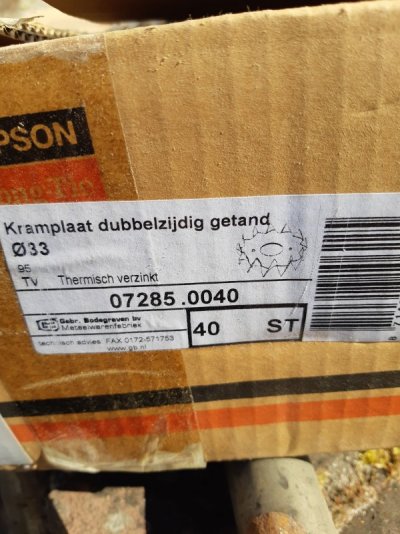 PSON
Kramplaat dubbelzijdig getand
Ø33
95
TV Thermisch verzinkt
07285.0040
Gebr. Bodegraven bv
Metaalwarenfabriek
40 ST
technisch advies FAX 0172-571763
www.gb.nl